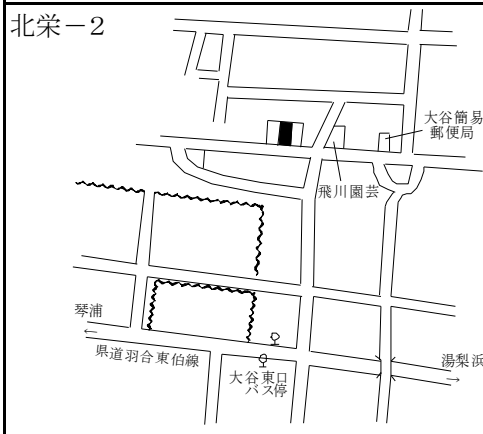 北栄－2
大谷簡易
郵便局
飛川園芸
琴浦
←
県道羽合東伯線
大谷東口
バス停
湯梨浜
→